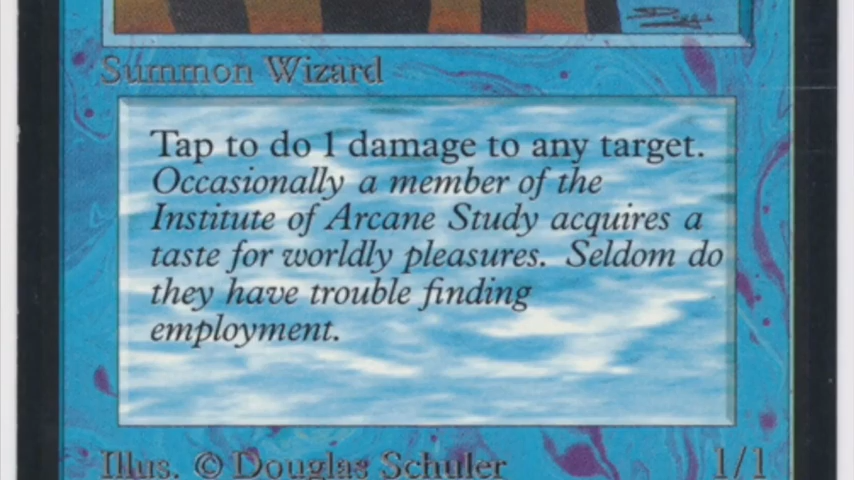 Summon Wizard
Tap to do 1 damage to any target.
Occasionally a member of the
Institute of Arcane Study acquires a
taste for worldly pleasures. Seldom do
they have trouble finding
employment.
Illus. © Douglas Schuler 1/1